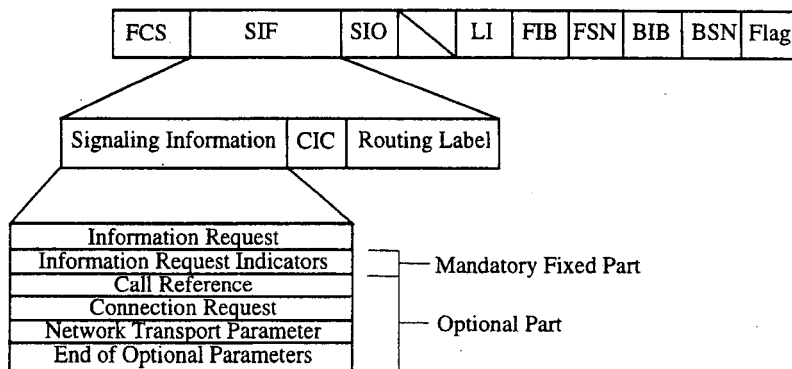 FCS SIF SIO LI FIB FSN BIB BSN Flag
Signaling Information CIC Routing Label
Information Request
Information Request Indicators
Mandatory Fixed Part
Call Reference
Connection Request
Network Transport Parameter
Optional Part
End of Optional Parameters